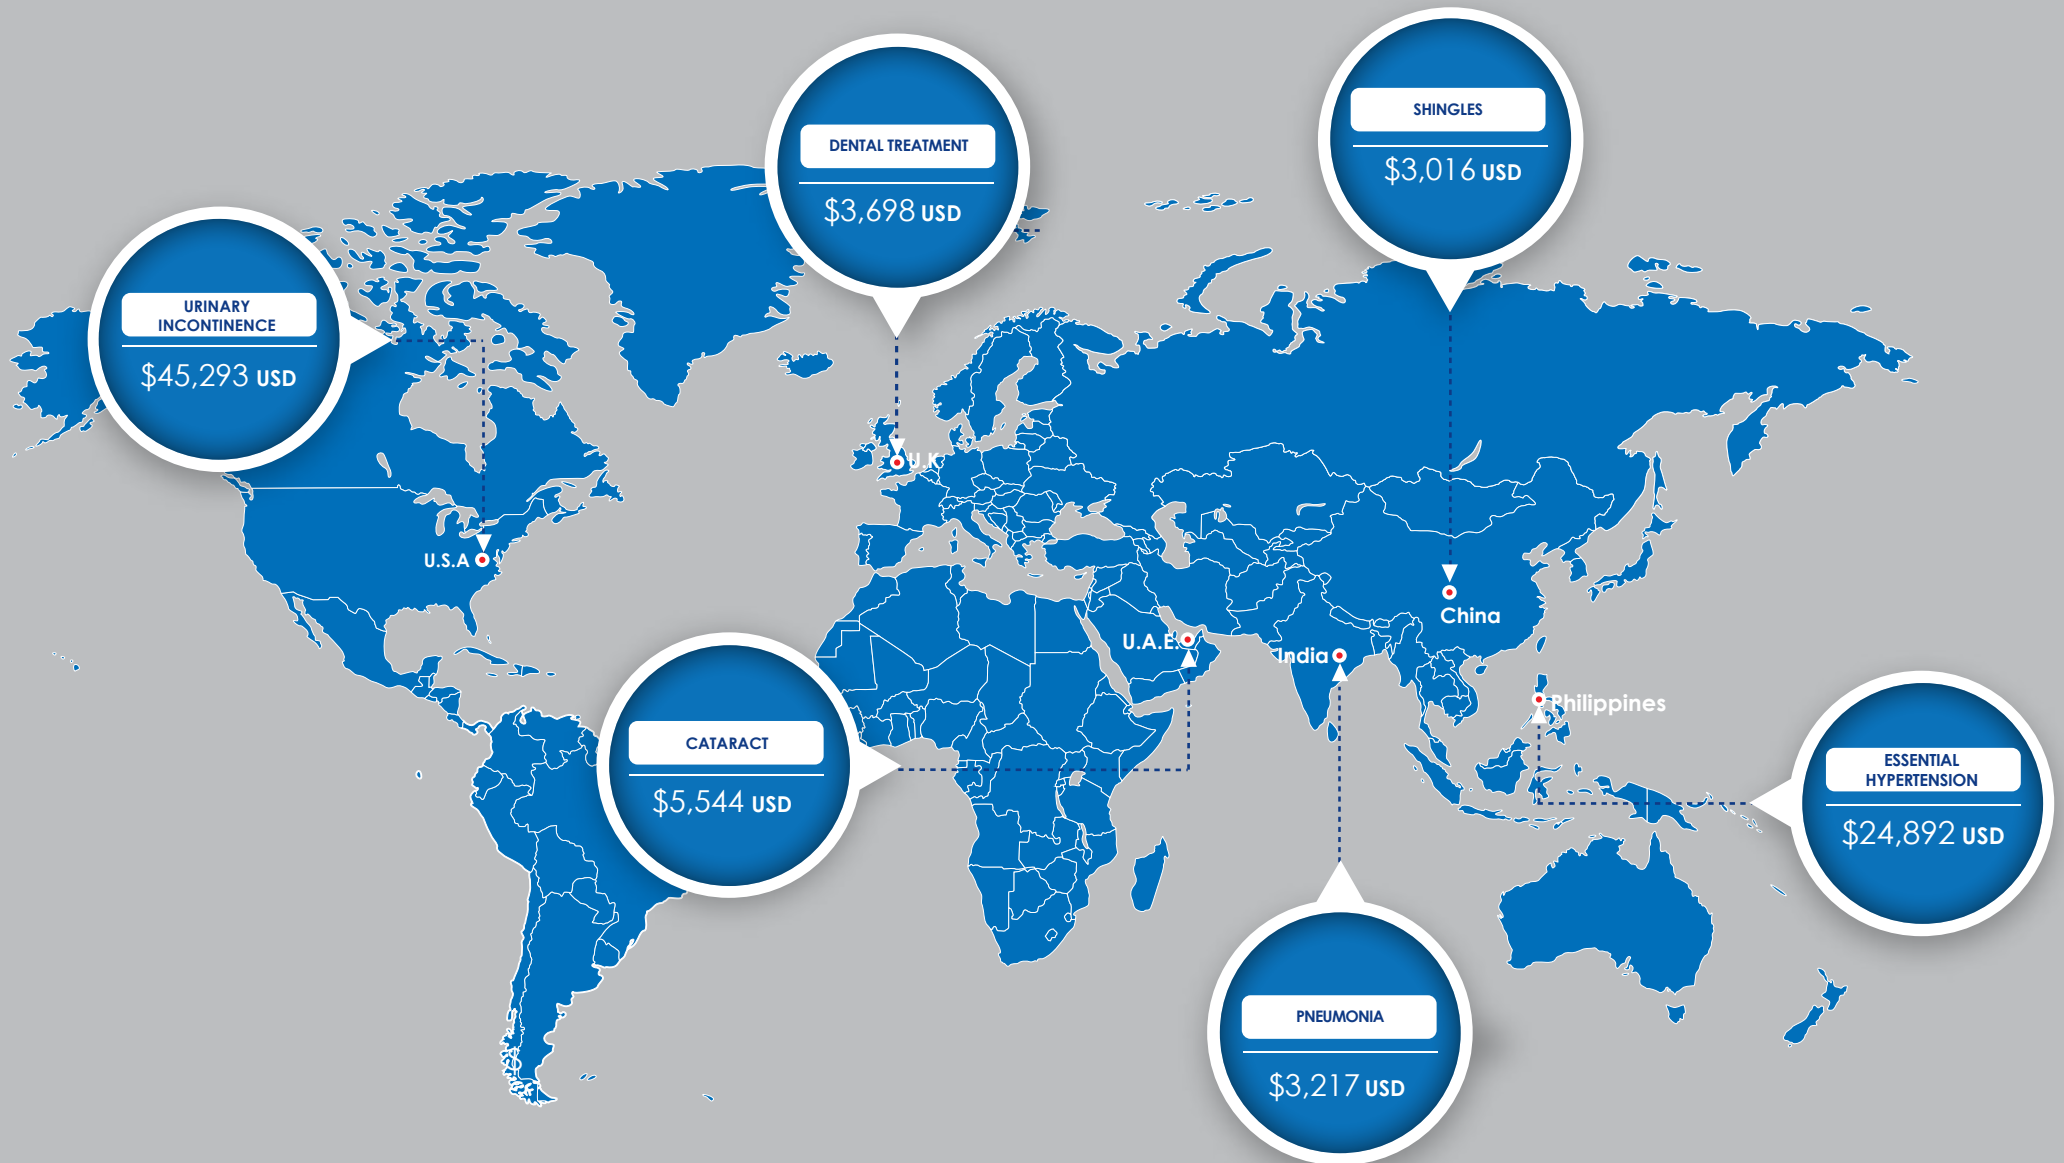 SHINGLES
$3,016 USD
DENTAL TREATMENT
$3,698 USD
URINARY
INCONTINENCE
$45,293 USD
U.K
U.S.A
China
U.A.E.
India
Philippines
CATARACT
$5,544 USD
ESSENTIAL
HYPERTENSION
$24,892 USD
PNEUMONIA
$3,217 USD
$